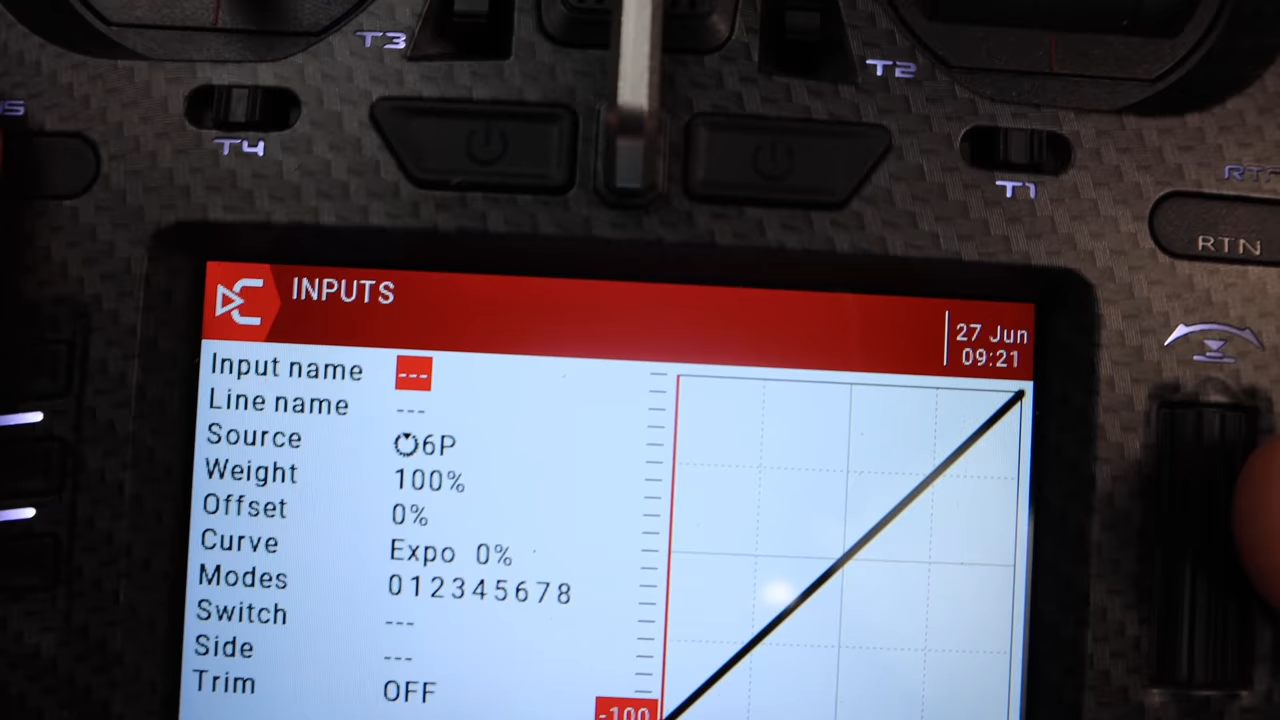 T3
T2
T4
T1
RTN
INPUTS
27 Jun
09:21
Input name ---
Line name ---
Source 6P
Weight 100%
Offset 0%
Curve Expo 0%
Modes 012345678
Switch ---
Side ---
Trim OFF
-100